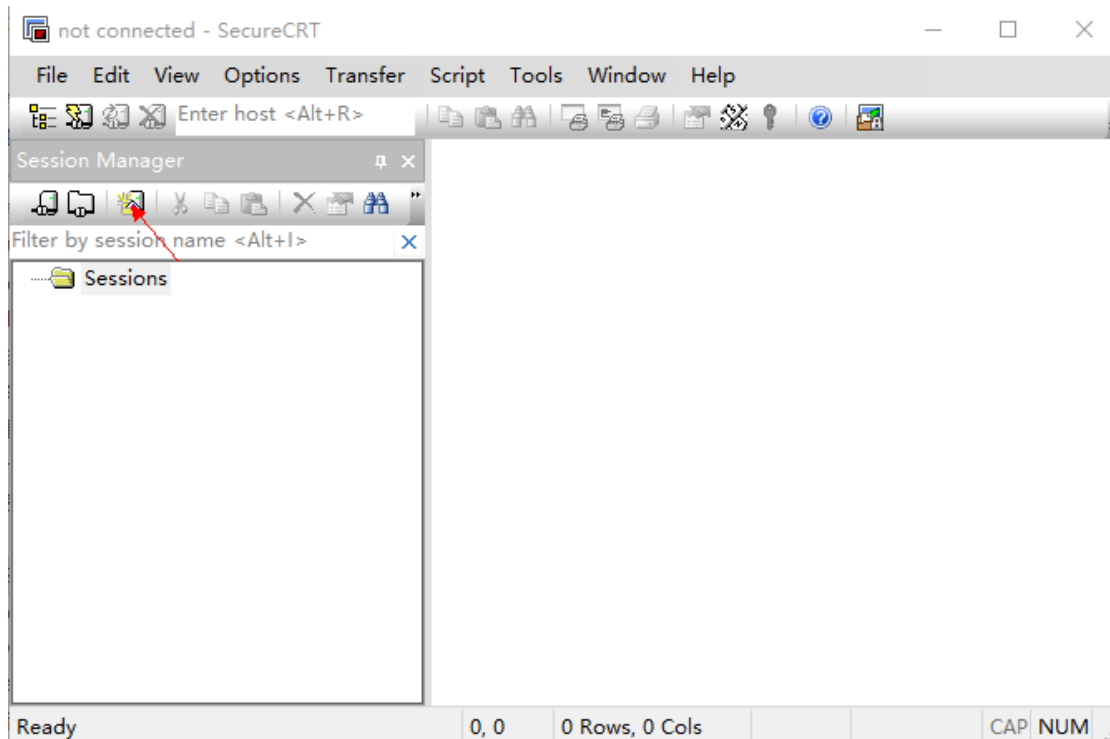 not connected - SecureCRT
File Edit View Options Transfer Script Tools Window Help
Enter host <Alt+R>
Session Manager
Filter by session name <Alt+I>
Sessions
Ready 0, 0 0 Rows, 0 Cols CAP NUM